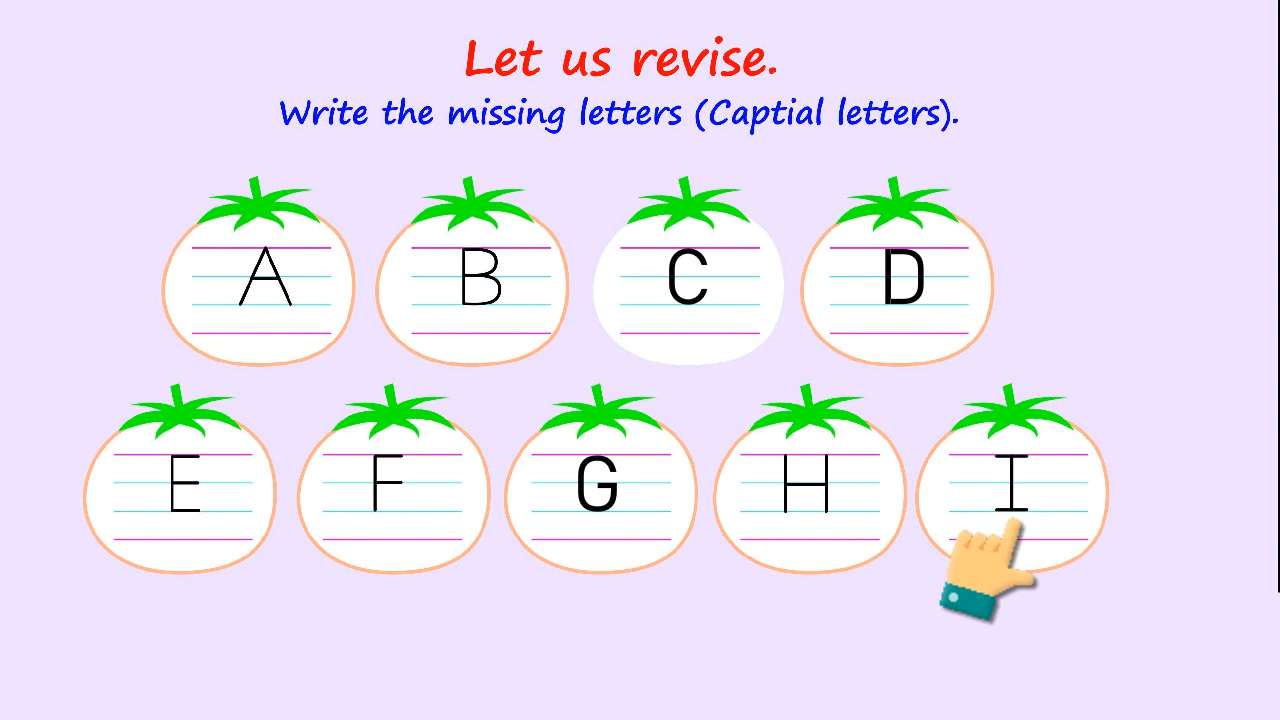 Let us revise.
Write the missing letters (Captial letters).
A B C D
E F G H I